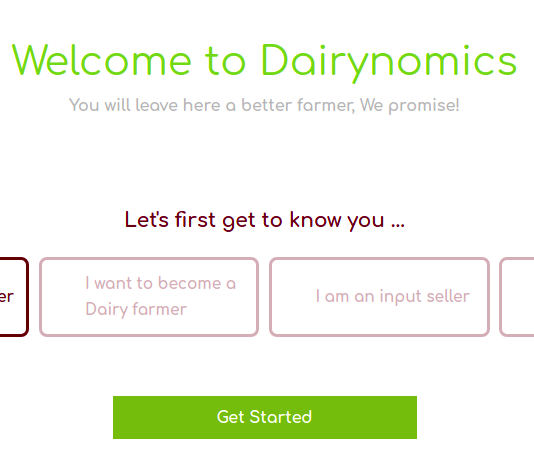 Welcome to Dairynomics
You will leave here a better farmer, We promise!
Let's first get to know you ...
er
I want to become a
Dairy farmer
I am an input seller
Get Started